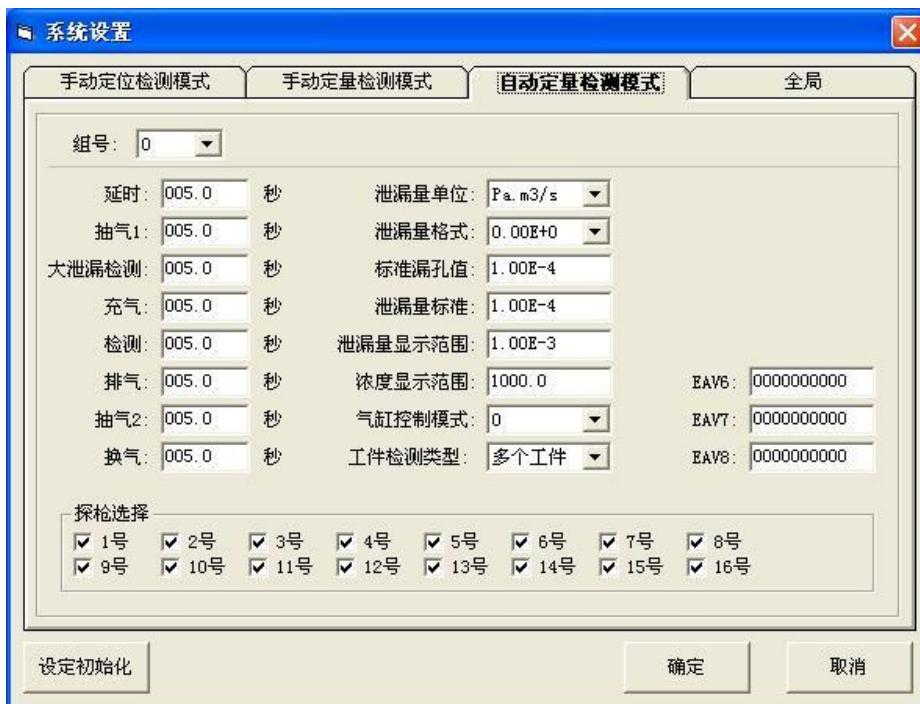 系统设置
手动定位检测模式 手动定量检测模式 自动定量检测模式 全局
组号: 0
延时: 005.0 秒 泄漏量单位: Pa.m3/s
抽气1: 005.0 秒 泄漏量格式: 0.00E+0
大泄漏检测: 005.0 秒 标准漏孔值: 1.00E-4
充气: 005.0 秒 泄漏量标准: 1.00E-4
检测: 005.0 秒 泄漏量显示范围: 1.00E-3
排气: 005.0 秒 浓度显示范围: 1000.0 EAV6: 0000000000
抽气2: 005.0 秒 气缸控制模式: 0 EAV7: 0000000000
换气: 005.0 秒 工件检测类型: 多个工件 EAV8: 0000000000
探枪选择
1号 2号 3号 4号 5号 6号 7号 8号
9号 10号 11号 12号 13号 14号 15号 16号
设定初始化 确定 取消